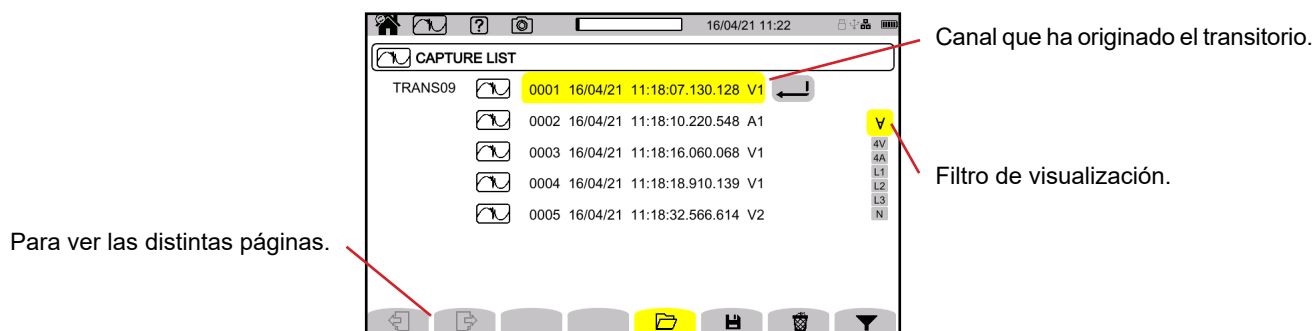 16/04/21 11:22
CAPTURE LIST
Canal que ha originado el transitorio.
TRANS09
0001 16/04/21 11:18:07.130.128 V1
0002 16/04/21 11:18:10.220.548 A1
0003 16/04/21 11:18:16.060.068 V1
0004 16/04/21 11:18:18.910.139 V1
0005 16/04/21 11:18:32.566.614 V2
∀
4V
4A
L1
L2
L3
N
Filtro de visualización.
Para ver las distintas páginas.